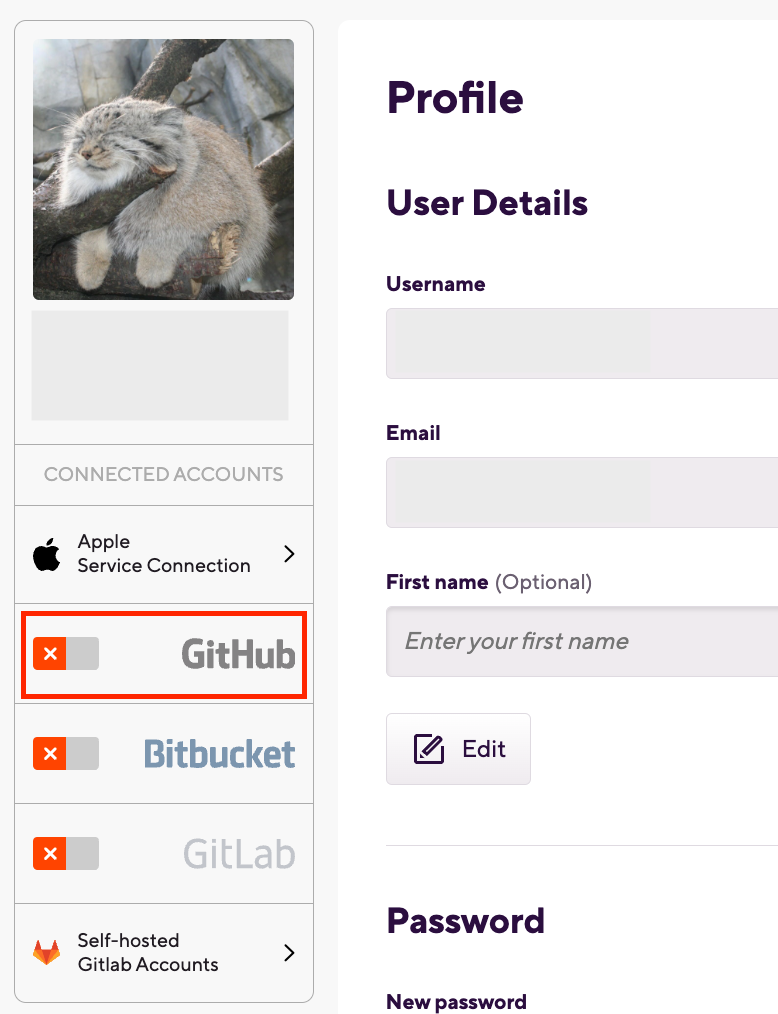 CONNECTED ACCOUNTS
Apple
Service Connection
GitHub
Bitbucket
GitLab
Self-hosted
Gitlab Accounts
Profile
User Details
Username
Email
First name (Optional)
Enter your first name
Edit
Password
New password